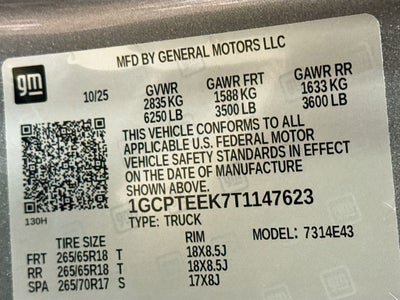 MFD BY GENERAL MOTORS LLC
gm
10/25
GVWR GAWR FRT GAWR RR
2835 KG 1588 KG 1633 KG
6250 LB 3500 LB 3600 LB
THIS VEHICLE CONFORMS TO ALL
APPLICABLE U.S. FEDERAL MOTOR
VEHICLE SAFETY STANDARDS IN EFFECT
ON THE DATE OF MANUFACTURE
SHOWN ABOVE.
130H
1GCPTEEK7T1147623
TYPE: TRUCK
TIRE SIZE RIM MODEL: 7314E43
FRT 265/65R18 T 18X8.5J
RR 265/65R18 T 18X8.5J
SPA 265/70R17 S 17X8J